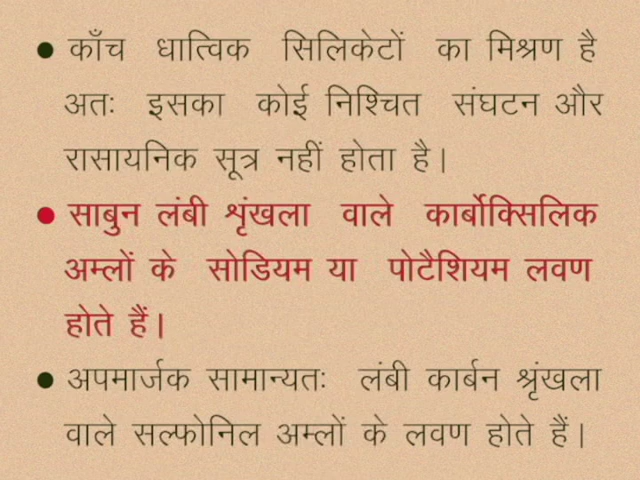 • काँच धात्विक सिलिकेटों का मिश्रण है
अतः इसका कोई निश्चित संघटन और
रासायनिक सूत्र नहीं होता है।
• साबुन लंबी शृंखला वाले कार्बोक्सिलिक
अम्लों के सोडियम या पोटैशियम लवण
होते हैं।
• अपमार्जक सामान्यतः लंबी कार्बन श्रृंखला
वाले सल्फोनिल अम्लों के लवण होते हैं।